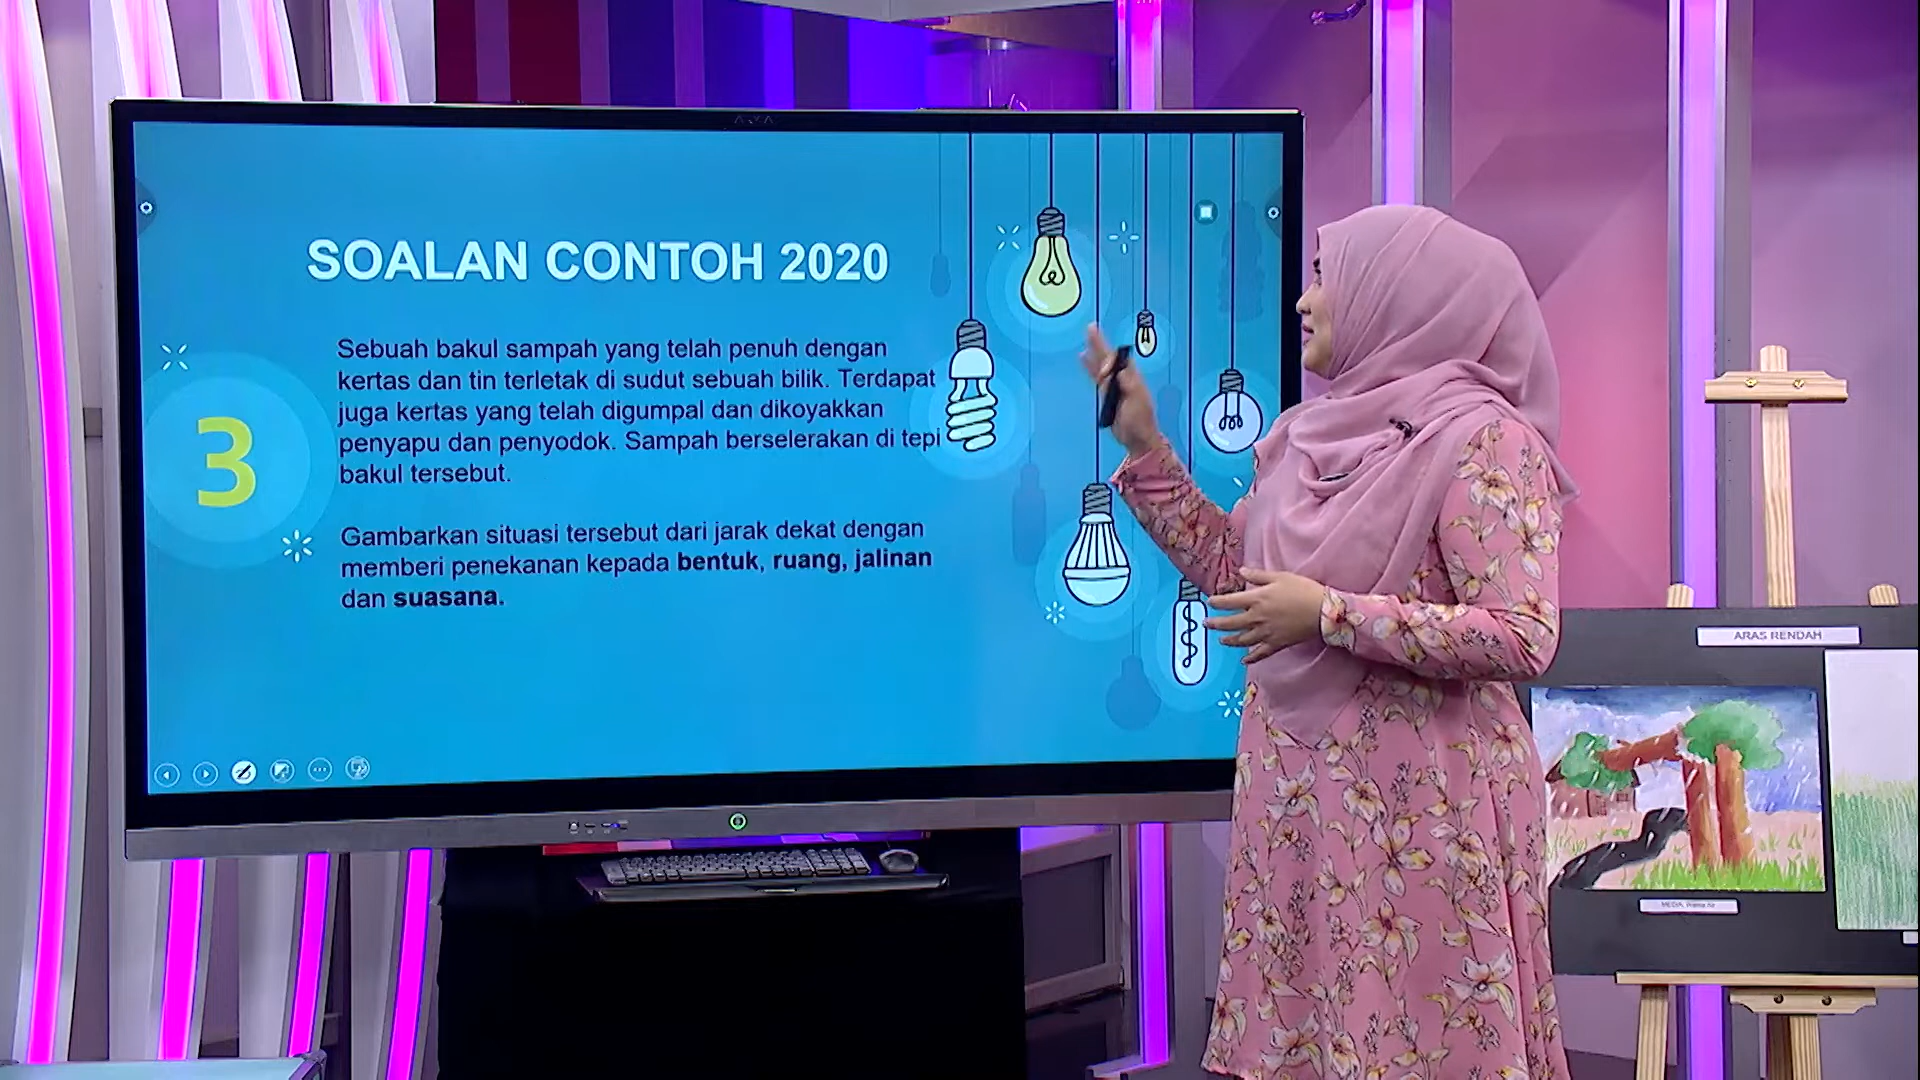 SOALAN CONTOH 2020
3
Sebuah bakul sampah yang telah penuh dengan
kertas dan tin terletak di sudut sebuah bilik. Terdapat
juga kertas yang telah digumpal dan dikoyakkan
penyapu dan penyodok. Sampah berselerakan di tepi
bakul tersebut.
Gambarkan situasi tersebut dari jarak dekat dengan
memberi penekanan kepada bentuk, ruang, jalinan
dan suasana.
ARAS RENDAH